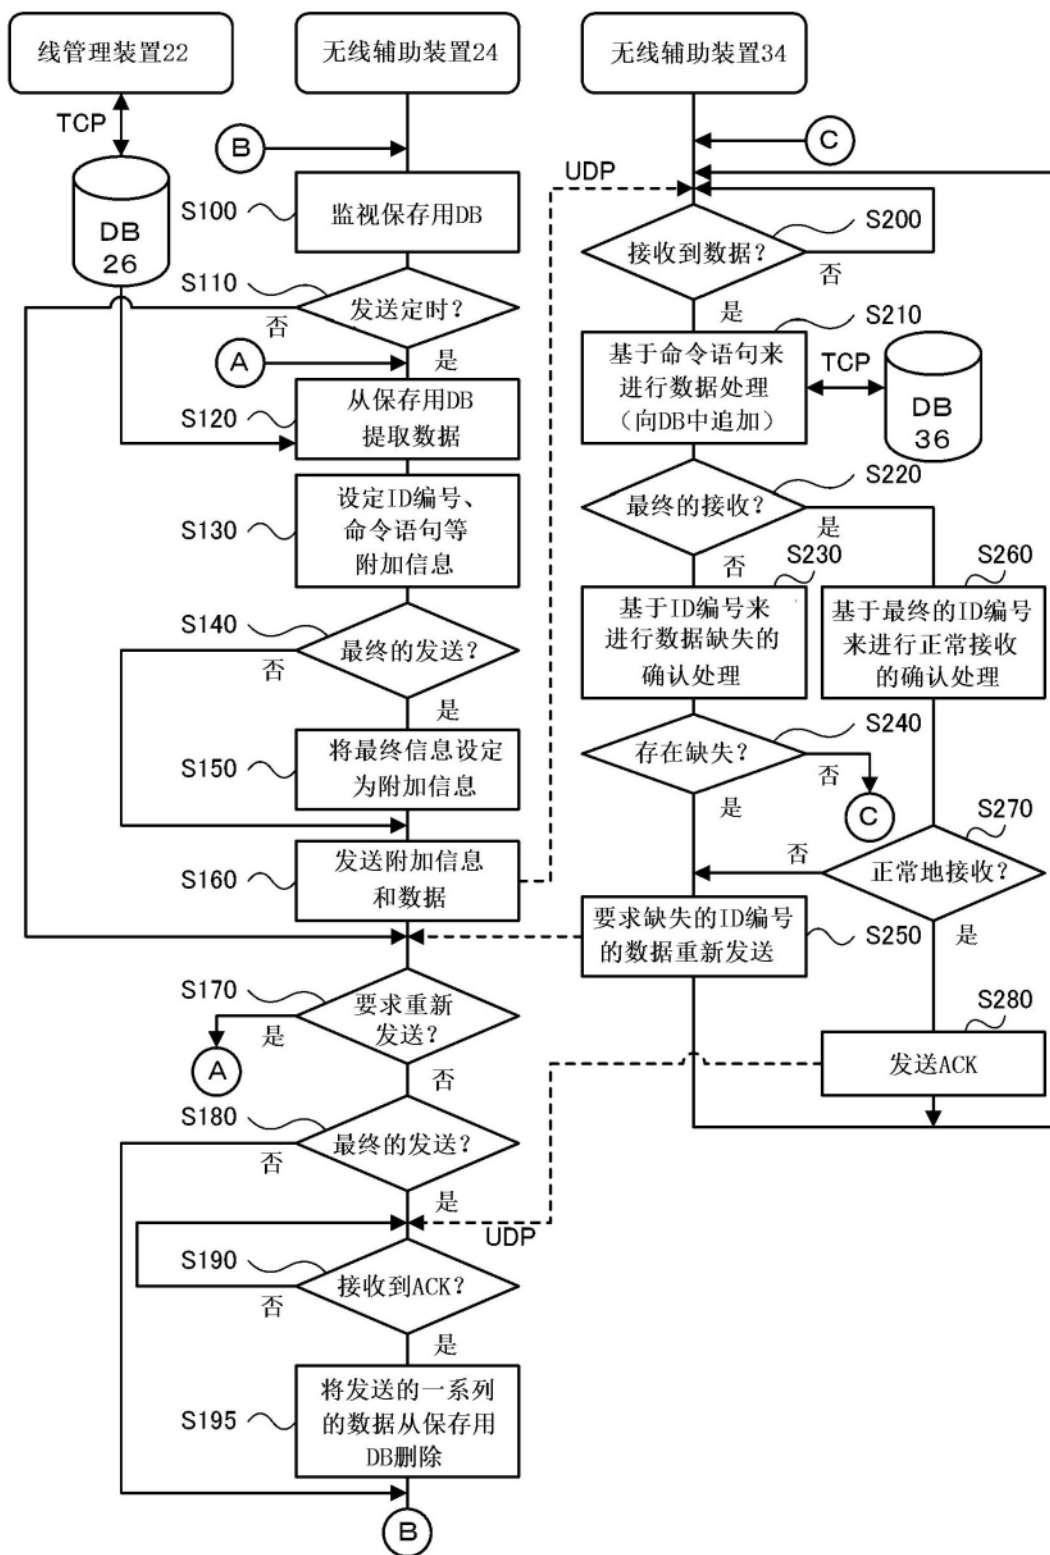 线管理装置22
无线辅助装置24
无线辅助装置34
TCP
B
C
UDP
DB
26
S100
监视保存用DB
S110
发送定时？
否
是
A
S120
从保存用DB
提取数据
S130
设定ID编号、
命令语句等
附加信息
S140
最终的发送？
否
是
S150
将最终信息设定
为附加信息
S160
发送附加信息
和数据
S170
要求重新
发送？
是
否
A
S180
最终的发送？
否
是
UDP
S190
接收到ACK？
否
是
S195
将发送的一系列
的数据从保存用
DB删除
B
S200
接收到数据？
否
是
S210
基于命令语句来
进行数据处理
（向DB中追加）
TCP
DB
36
S220
最终的接收？
是
否
S230
基于ID编号来
进行数据缺失的
确认处理
S260
基于最终的ID编号
来进行正常接收
的确认处理
S240
存在缺失？
否
是
C
S270
正常地接收？
否
是
S250
要求缺失的ID编号
的数据重新发送
S280
发送ACK